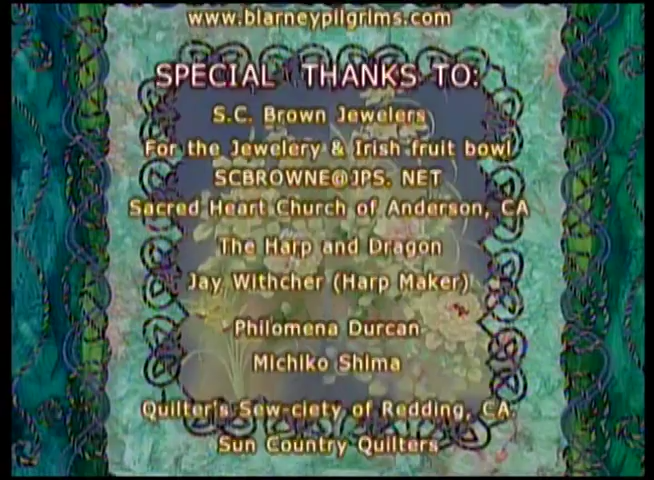 www.blarneypilgrims.com
SPECIAL THANKS TO:
S.C. Brown Jewelers
For the Jewelery & Irish fruit bowl
SCBROWNE@JPS. NET
Sacred Heart Church of Anderson, CA
The Harp and Dragon
Jay Withcher (Harp Maker)
Philomena Durcan
Michiko Shima
Quilter's Sew-ciety of Redding, CA.
Sun Country Quilters